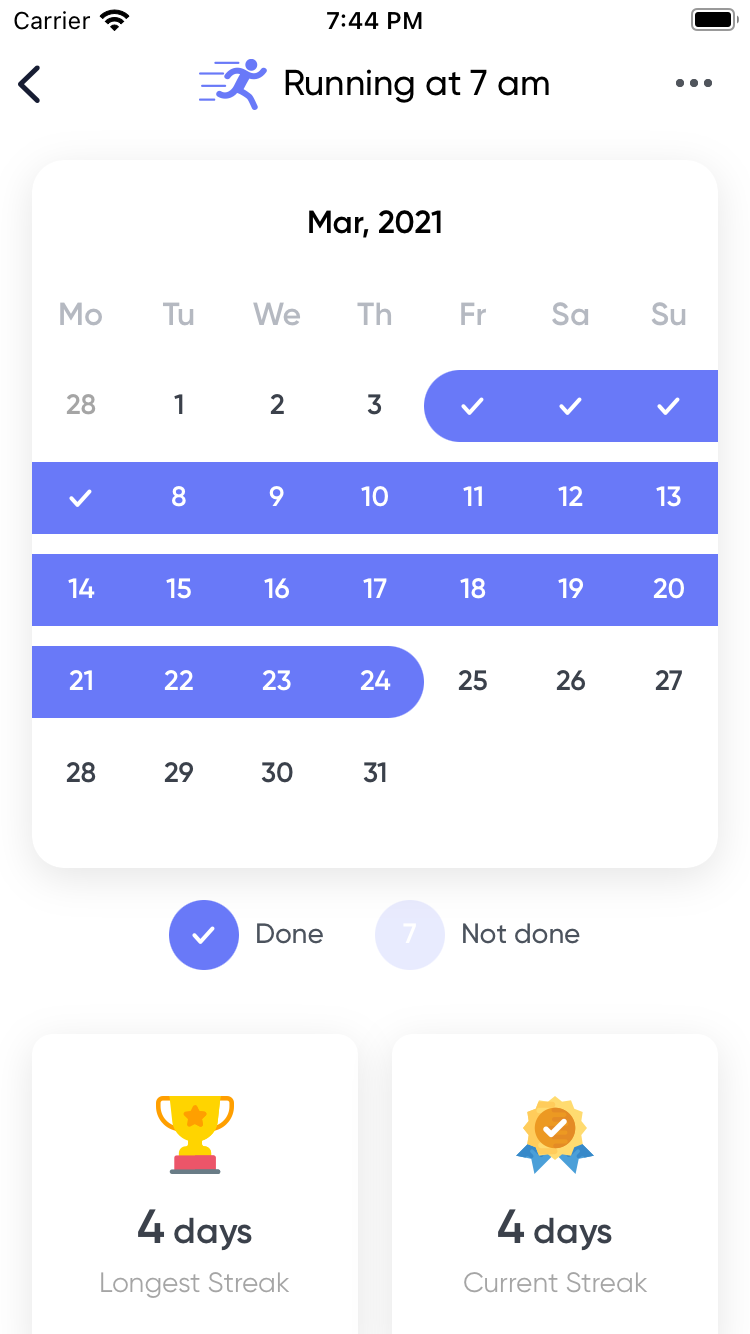 Carrier 7:44 PM
Running at 7 am
Mar, 2021
Mo Tu We Th Fr Sa Su
28 1 2 3
8 9 10 11 12 13
14 15 16 17 18 19 20
21 22 23 24 25 26 27
28 29 30 31
Done 7 Not done
4 days 4 days
Longest Streak Current Streak